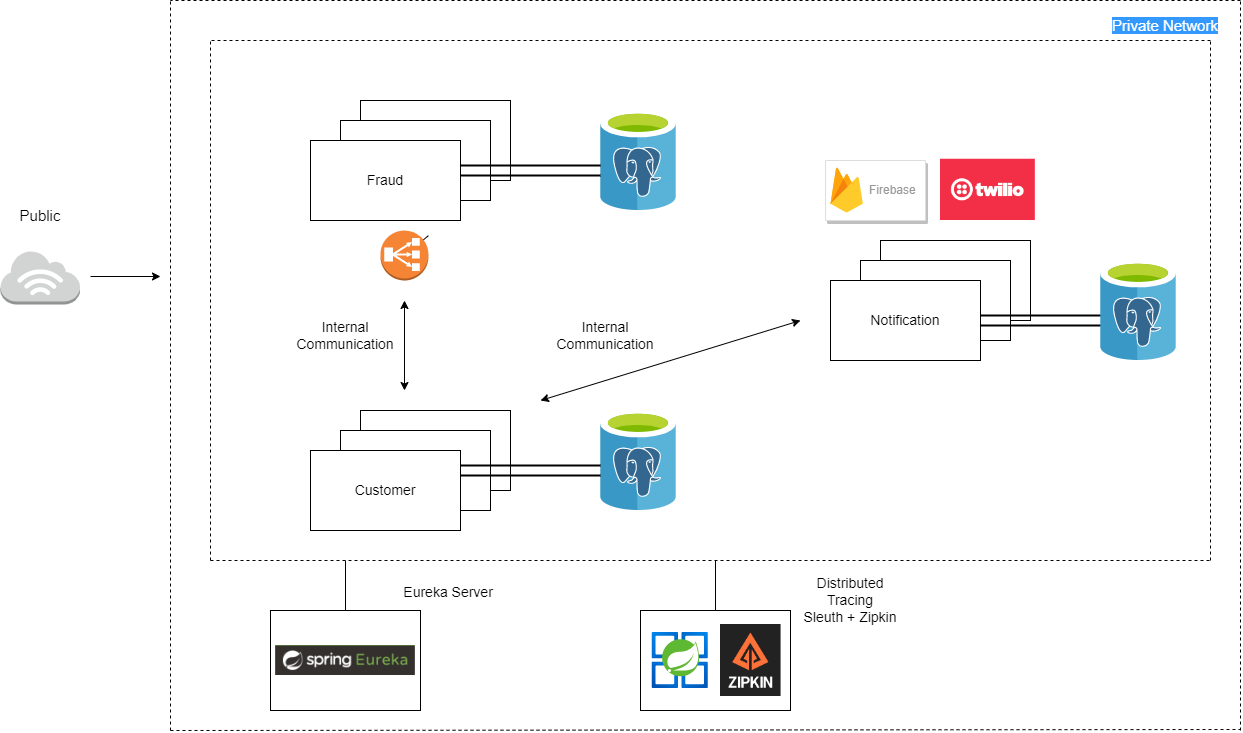 Private Network
Fraud
Firebase
twilio
Public
Internal
Communication
Internal
Communication
Notification
Customer
Eureka Server
Distributed
Tracing
Sleuth + Zipkin
spring Eureka
ZIPKIN